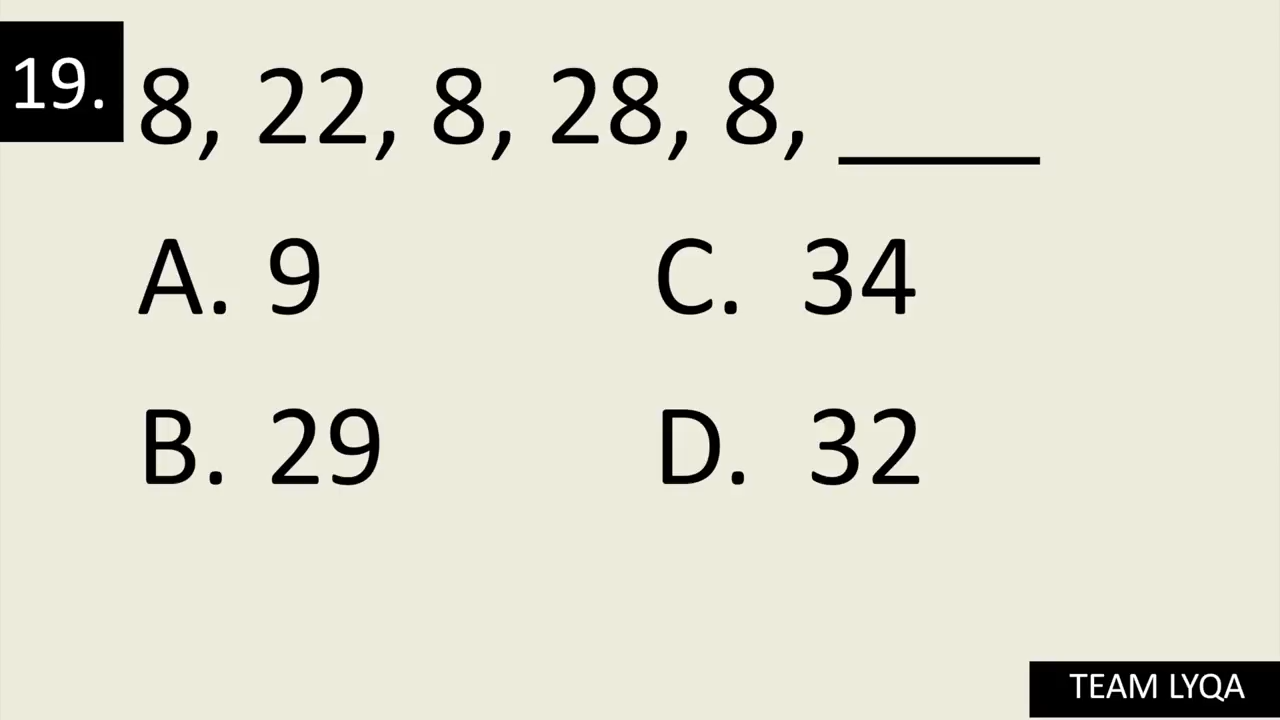 19. 8, 22, 8, 28, 8, ____
A. 9 C. 34
B. 29 D. 32
TEAM LYQA